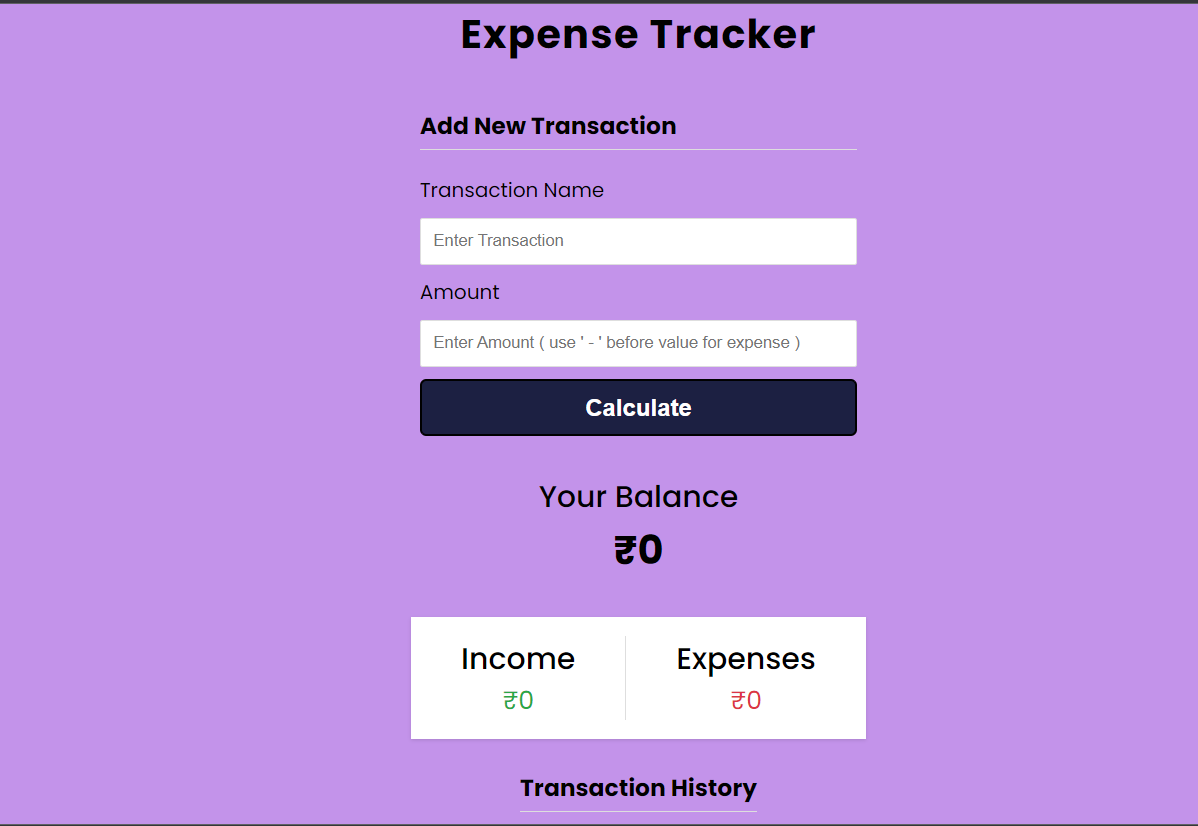 Expense Tracker
Add New Transaction
Transaction Name
Enter Transaction
Amount
Enter Amount ( use ' - ' before value for expense )
Calculate
Your Balance
₹0
Income
Expenses
₹0
₹0
Transaction History